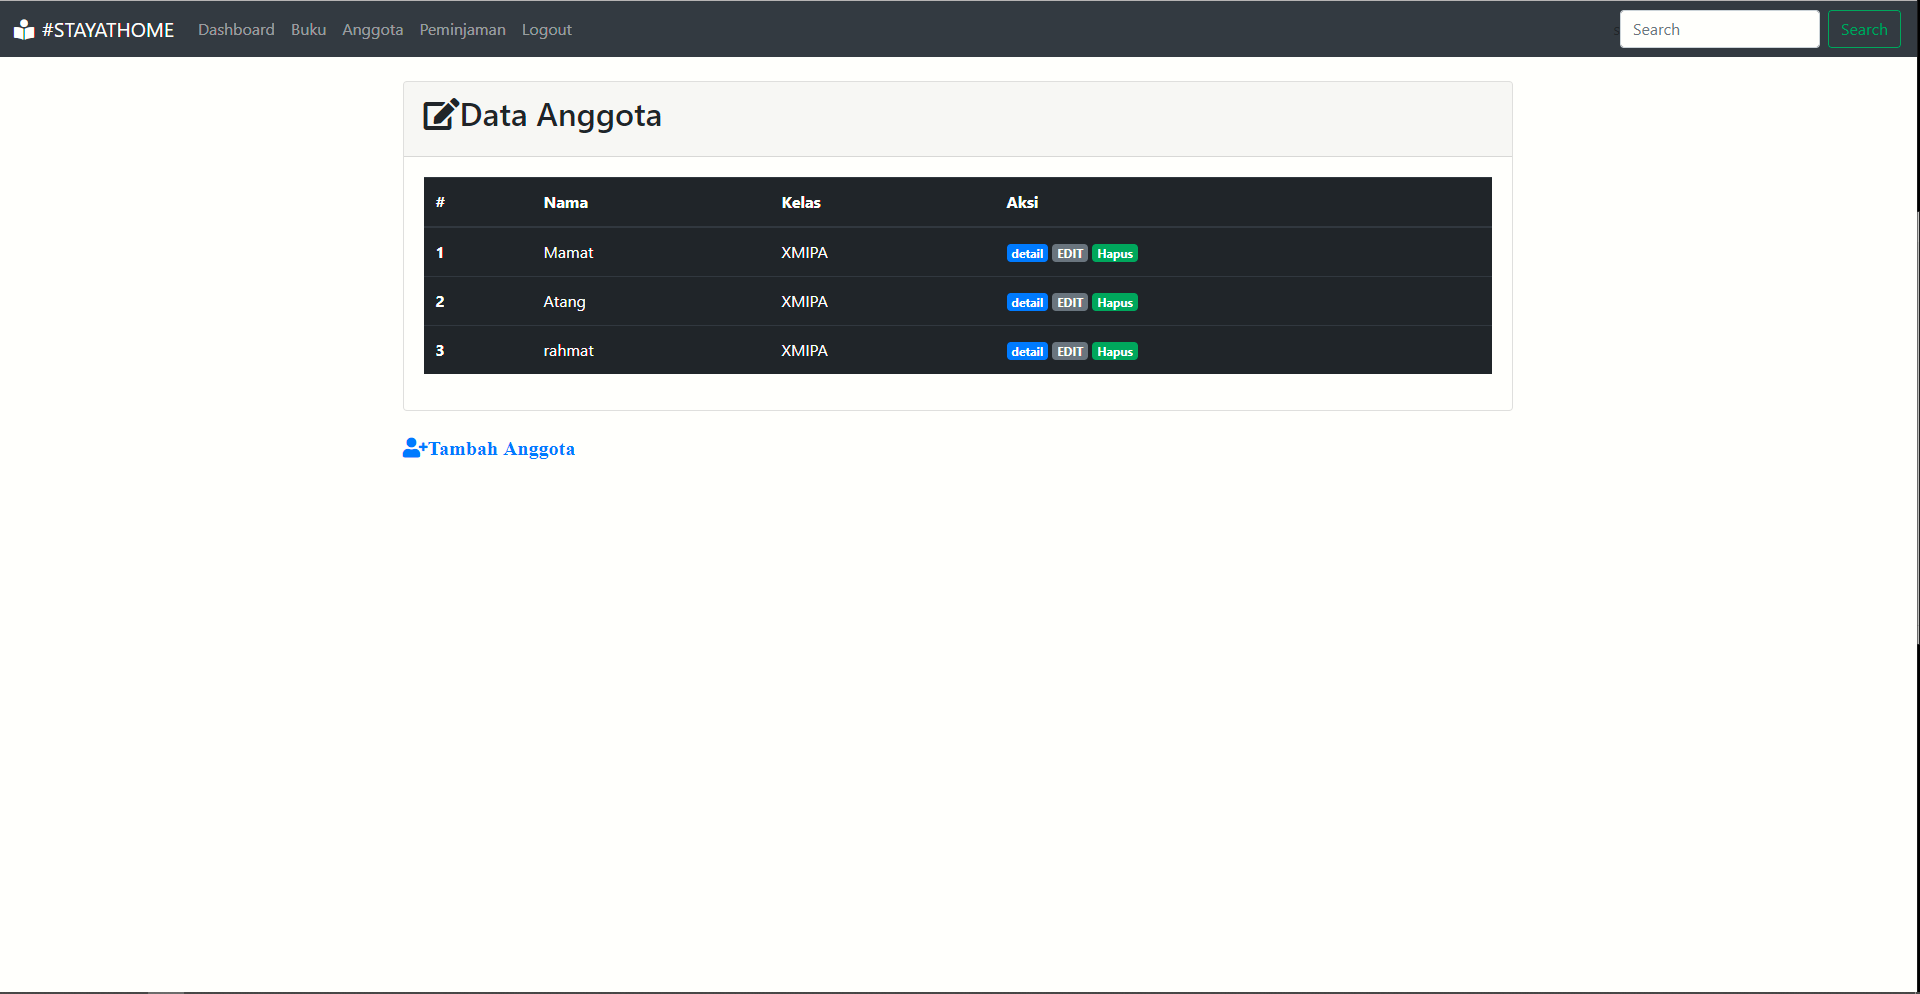 #STAYATHOME Dashboard Buku Anggota Peminjaman Logout s Search Search
Data Anggota
# Nama Kelas Aksi
1 Mamat XMIPA detail EDIT Hapus
2 Atang XMIPA detail EDIT Hapus
3 rahmat XMIPA detail EDIT Hapus
Tambah Anggota